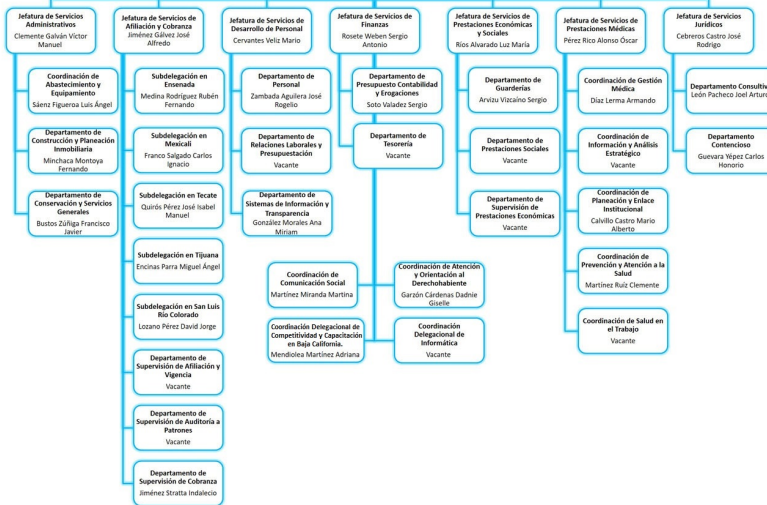 Jefatura de Servicios
Administrativos
Clemente Galván Víctor
Manuel
Coordinación de
Abastecimiento y
Equipamiento
Sáenz Figueroa Luis Ángel
Departamento de
Construcción y Planeación
Inmobiliaria
Minchaca Montoya
Fernando
Departamento de
Conservación y Servicios
Generales
Bustos Zúñiga Francisco
Javier
Jefatura de Servicios de
Afiliación y Cobranza
Jiménez Gálvez José
Alfredo
Subdelegación en
Ensenada
Medina Rodríguez Rubén
Fernando
Subdelegación en
Mexicali
Franco Salgado Carlos
Ignacio
Subdelegación en Tecate
Quirós Pérez José Isabel
Manuel
Subdelegación en Tijuana
Encinas Parra Miguel Ángel
Subdelegación en San Luis
Río Colorado
Lozano Pérez David Jorge
Departamento de
Supervisión de Afiliación y
Vigencia
Vacante
Departamento de
Supervisión de Auditoría a
Patrones
Vacante
Departamento de
Supervisión de Cobranza
Jiménez Stratta Indalecio
Jefatura de Servicios de
Desarrollo de Personal
Cervantes Veliz Mario
Departamento de
Personal
Zambada Aguilera José
Rogelio
Departamento de
Relaciones Laborales y
Presupuestación
Vacante
Departamento de
Sistemas de Información y
Transparencia
González Morales Ana
Miriam
Jefatura de Servicios de
Finanzas
Rosete Weben Sergio
Antonio
Departamento de
Presupuesto Contabilidad
y Erogaciones
Soto Valadez Sergio
Departamento de
Tesorería
Vacante
Coordinación de
Comunicación Social
Martínez Miranda Martina
Coordinación de Atención
y Orientación al
Derechohabiente
Garzón Cárdenas Dadnie
Giselle
Coordinación Delegacional de
Competitividad y Capacitación
en Baja California.
Mendiolea Martínez Adriana
Coordinación
Delegacional de
Informática
Vacante
Jefatura de Servicios de
Prestaciones Económicas
y Sociales
Ríos Alvarado Luz María
Departamento de
Guarderías
Arvizu Vizcaíno Sergio
Departamento de
Prestaciones Sociales
Vacante
Departamento de
Supervisión de
Prestaciones Económicas
Vacante
Jefatura de Servicios de
Prestaciones Médicas
Pérez Rico Alonso Óscar
Coordinación de Gestión
Médica
Díaz Lerma Armando
Coordinación de
Información y Análisis
Estratégico
Vacante
Coordinación de
Planeación y Enlace
Institucional
Calvillo Castro Mario
Alberto
Coordinación de
Prevención y Atención a la
Salud
Martínez Ruíz Clemente
Coordinación de Salud en
el Trabajo
Vacante
Jefatura de Servicios
Jurídicos
Cebreros Castro José
Rodrigo
Departamento Consultiv
León Pacheco Joel Arturo
Departamento
Contencioso
Guevara Yépez Carlos
Honorio